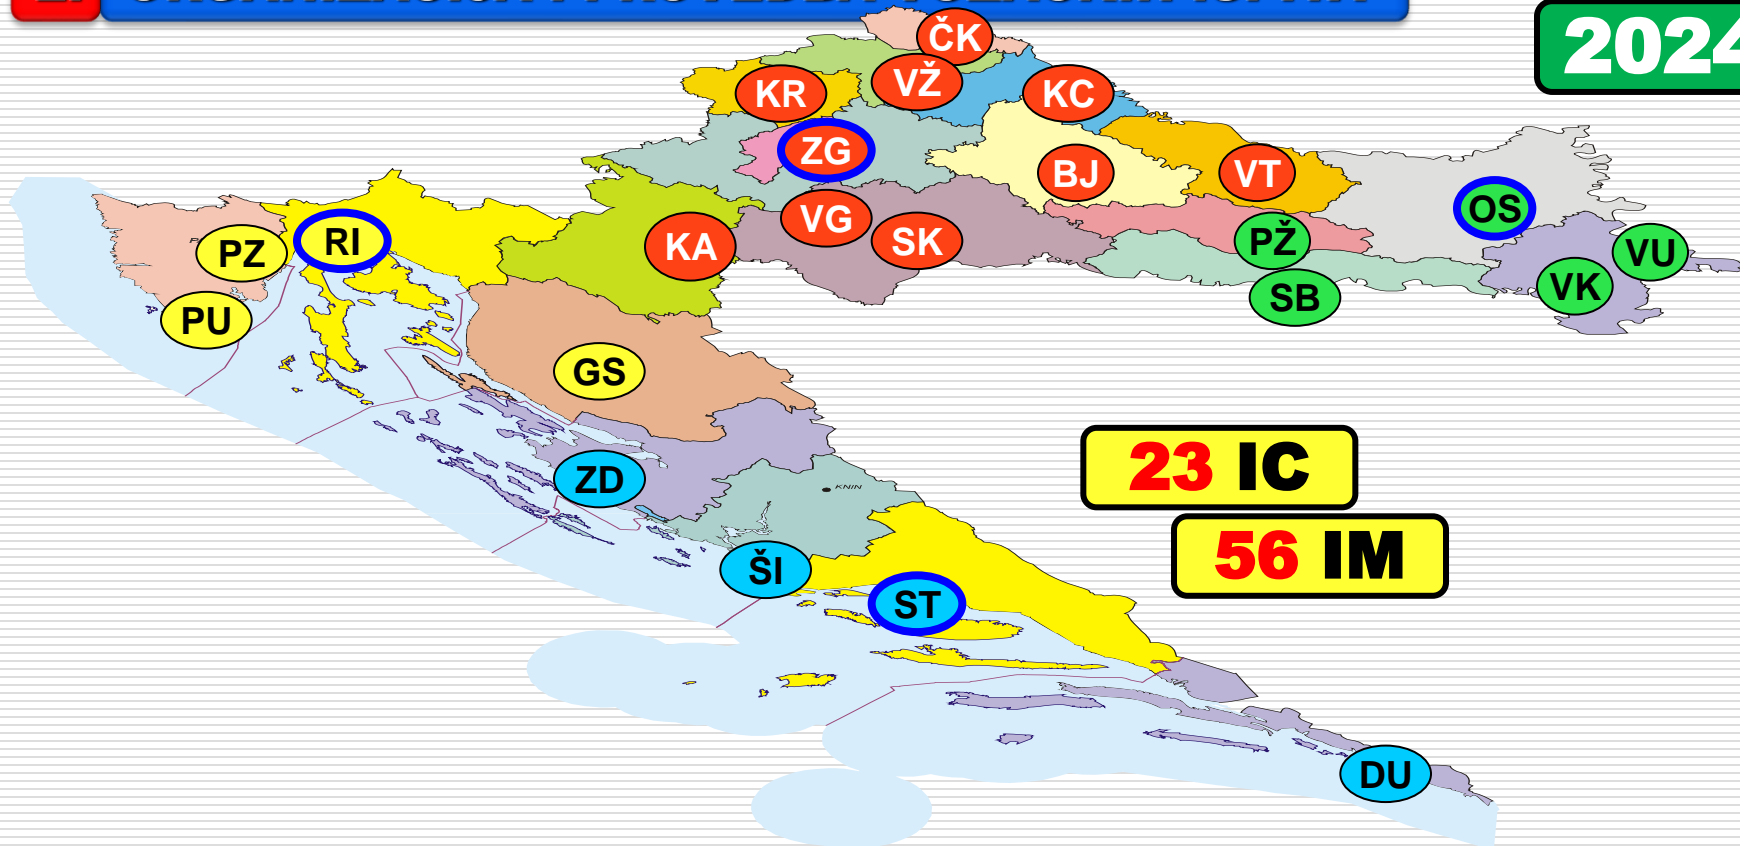 2024
ČK
VŽ
KR
KC
ZG
BJ
VT
OS
VG
KA
SK
PŽ
VU
PZ
RI
VK
SB
PU
GS
23 IC
ZD
KNIN
56 IM
ŠI
ST
DU